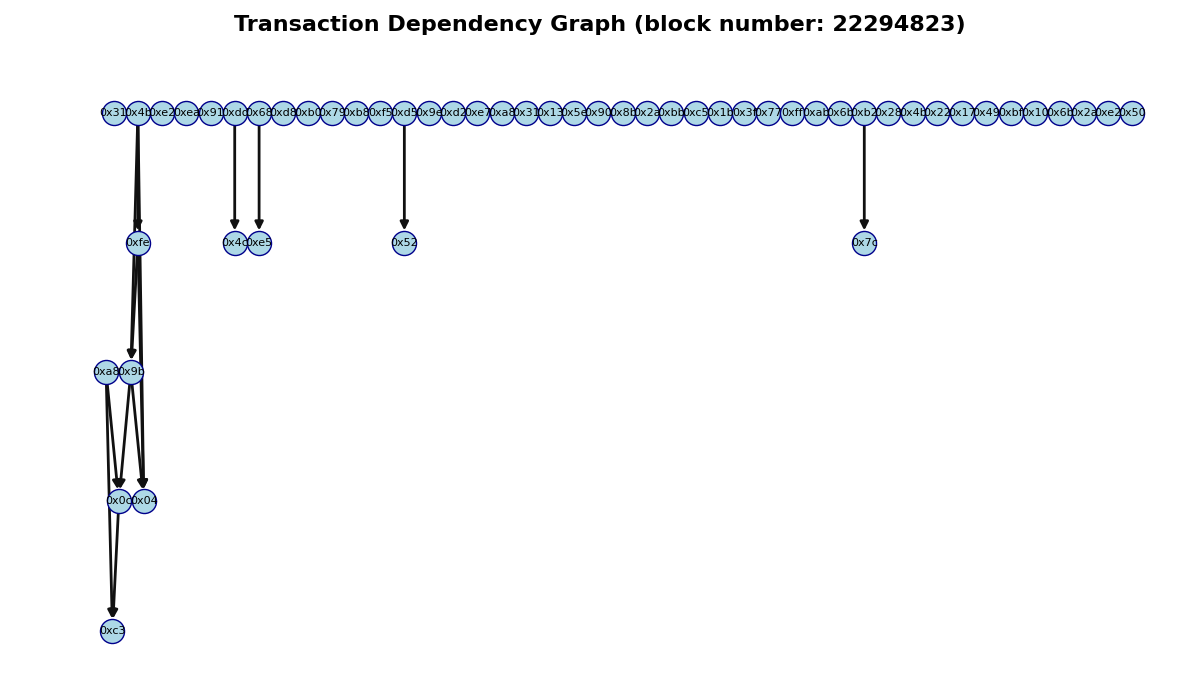 Transaction Dependency Graph (block number: 22294823)
0x31 0x4b 0xe2 0xea 0x91 0xdc 0x68 0xd8 0xb0 0x79 0xb8 0xf5 0xd5 0x9e 0xd2 0xe7 0xa8 0x31 0x13 0x5e 0x90 0x8b 0x2a 0xbb 0xc5 0x1b 0x3f 0x77 0xff 0xab 0x6b 0xb2 0x28 0x4b 0x22 0x17 0x49 0xbf 0x10 0x6b 0x2a 0xe2 0x50
0xfe 0x4c 0xe5 0x52 0x7c
0xa8 0x9b
0x0c 0x04
0xc3